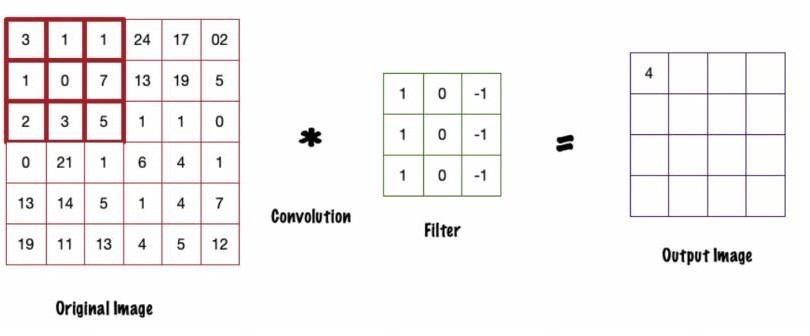 3 1 1 24 17 02
1 0 7 13 19 5
2 3 5 1 1 0
0 21 1 6 4 1
13 14 5 1 4 7
19 11 13 4 5 12
Original Image
*
Convolution
1 0 -1
1 0 -1
1 0 -1
Filter
=
4
Output Image